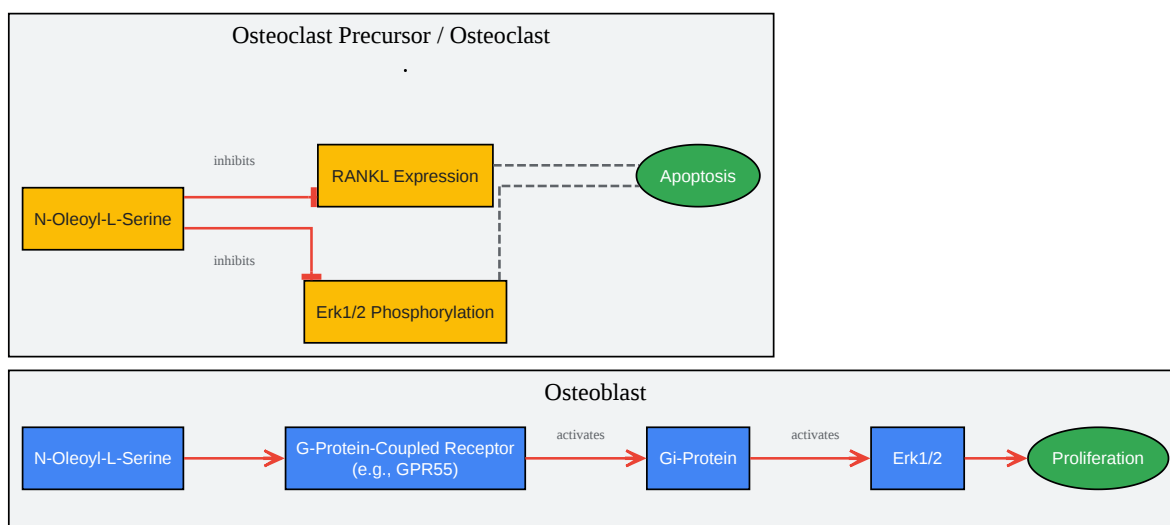 Osteoclast Precursor / Osteoclast
.
inhibits
RANKL Expression
Apoptosis
N-Oleoyl-L-Serine
inhibits
Erk1/2 Phosphorylation
Osteoblast
N-Oleoyl-L-Serine
G-Protein-Coupled Receptor
(e.g., GPR55)
activates
Gi-Protein
activates
Erk1/2
Proliferation